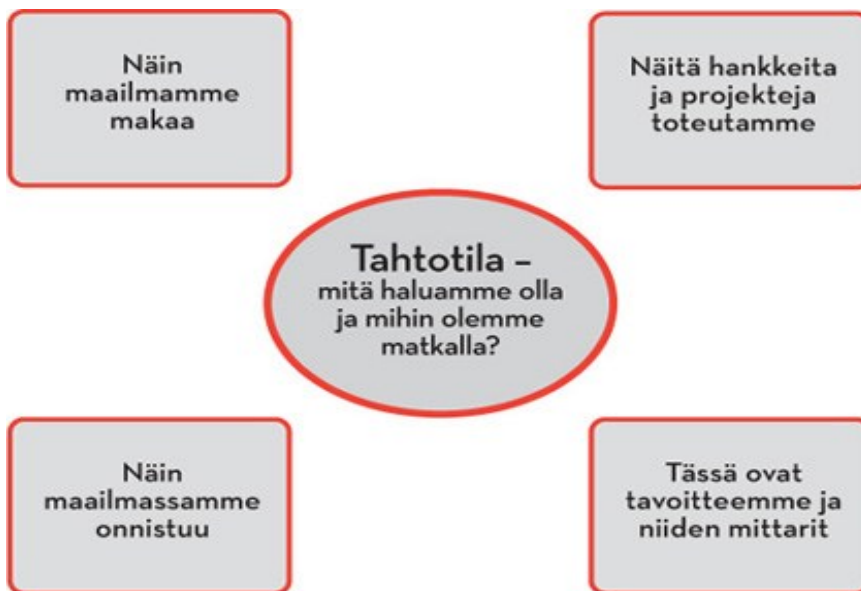 Näin
maailmamme
makaa
Näitä hankkeita
ja projekteja
toteutamme
Tahtotila –
mitä haluamme olla
ja mihin olemme
matkalla?
Näin
maailmassamme
onnistuu
Tässä ovat
tavoitteemme ja
niiden mittarit